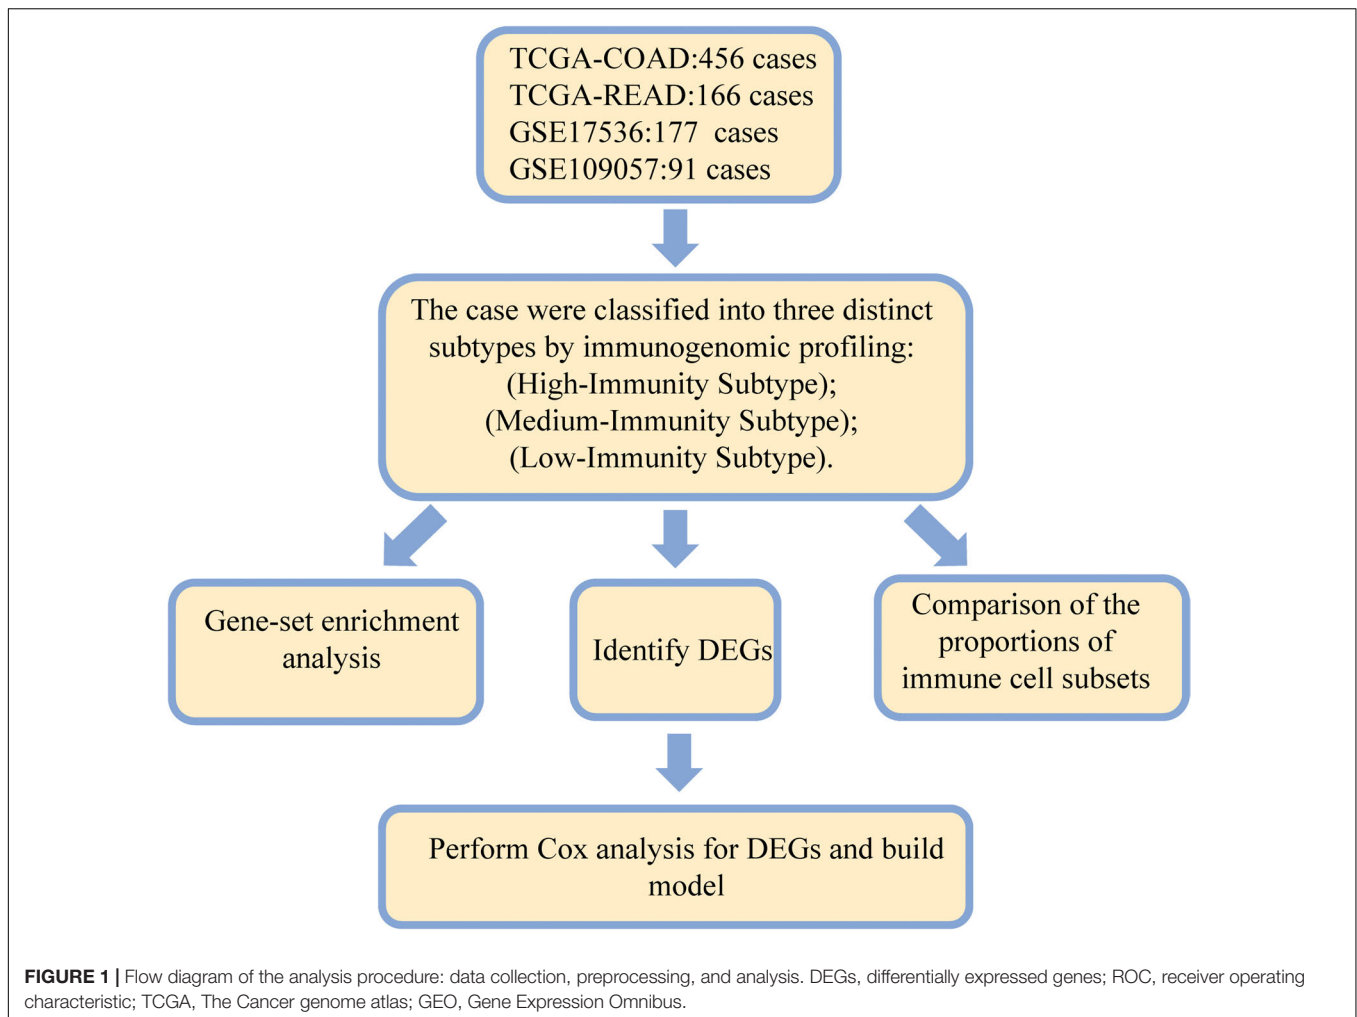 TCGA-COAD:456 cases
TCGA-READ:166 cases
GSE17536:177 cases
GSE109057:91 cases
The case were classified into three distinct
subtypes by immunogenomic profiling:
(High-Immunity Subtype);
(Medium-Immunity Subtype);
(Low-Immunity Subtype).
Gene-set enrichment
analysis
Identify DEGs
Comparison of the
proportions of
immune cell subsets
Perform Cox analysis for DEGs and build
model
FIGURE 1 | Flow diagram of the analysis procedure: data collection, preprocessing, and analysis. DEGs, differentially expressed genes; ROC, receiver operating
characteristic; TCGA, The Cancer genome atlas; GEO, Gene Expression Omnibus.